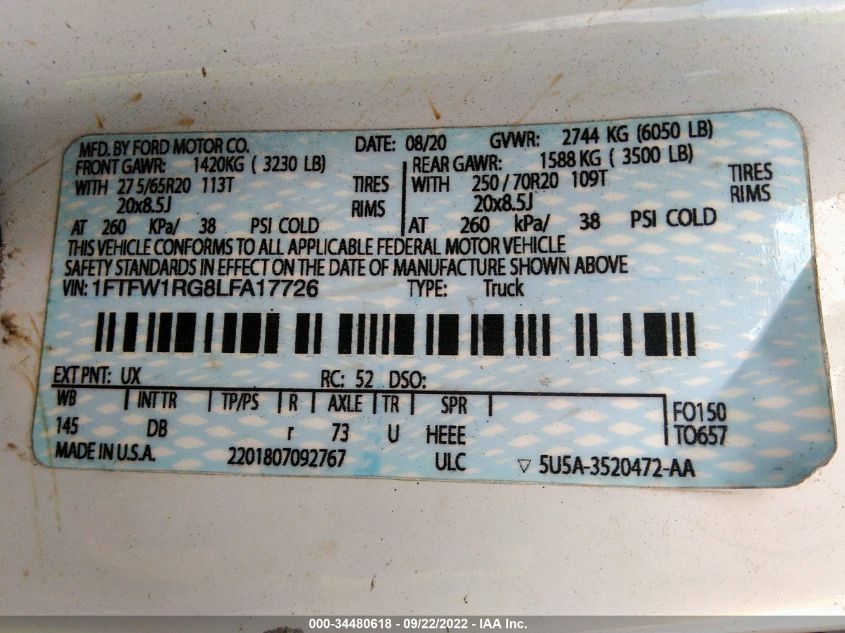 MFD. BY FORD MOTOR CO. DATE: 08/20 GVWR: 2744 KG (6050 LB)
FRONT GAWR: 1420KG ( 3230 LB) REAR GAWR: 1588 KG ( 3500 LB)
WITH 27 5/65R20 113T TIRES WITH 250 / 70R20 109T TIRES
20x8.5J RIMS 20x8.5J RIMS
AT 260 kPa/ 38 PSI COLD AT 260 kPa/ 38 PSI COLD
THIS VEHICLE CONFORMS TO ALL APPLICABLE FEDERAL MOTOR VEHICLE
SAFETY STANDARDS IN EFFECT ON THE DATE OF MANUFACTURE SHOWN ABOVE
VIN: 1FTFW1RG8LFA17726 TYPE: Truck
EXT PNT: UX RC: 52 DSO:
WB INT TR TP/PS R AXLE TR SPR FO150
145 DB r 73 U HEEE TO657
MADE IN U.S.A. 2201807092767 ULC ▽ 5U5A-3520472-AA
000-34480618 - 09/22/2022 - IAA Inc.